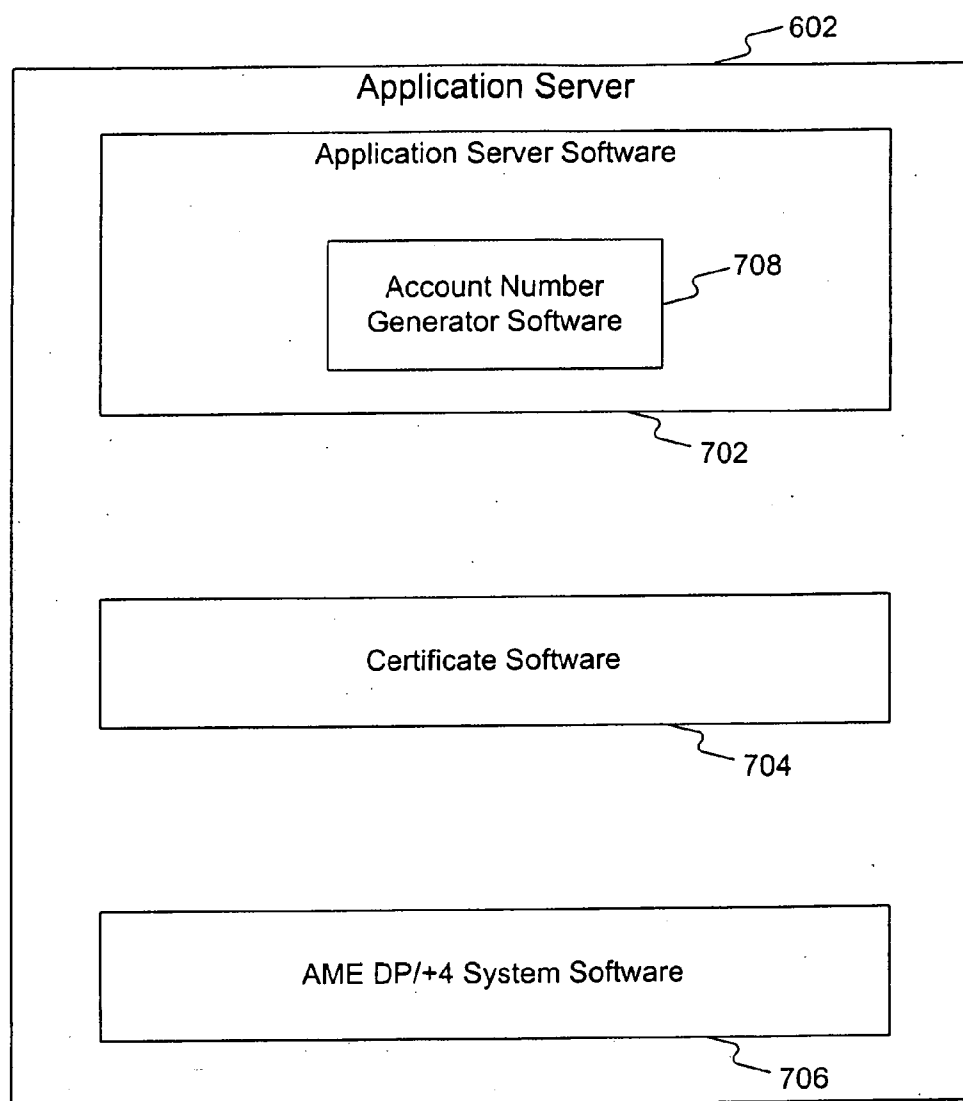 602
Application Server
Application Server Software
Account Number
Generator Software
708
702
Certificate Software
704
AME DP/+4 System Software
706